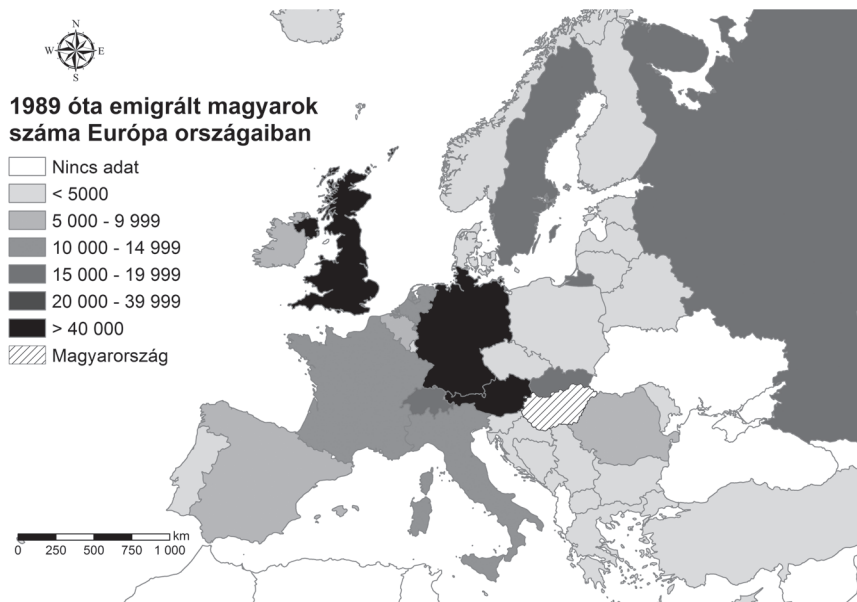 N
W E
S
1989 óta emigrált magyarok
száma Európa országaiban
Nincs adat
< 5000
5 000 - 9 999
10 000 - 14 999
15 000 - 19 999
20 000 - 39 999
> 40 000
Magyarország
km
0 250 500 750 1 000